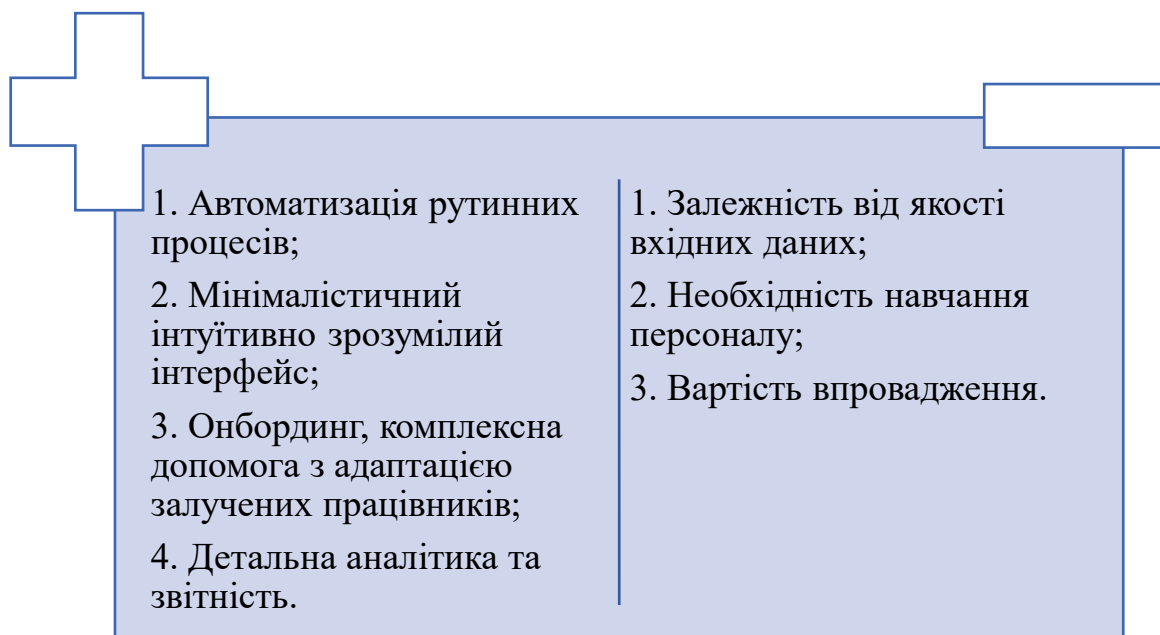 1. Автоматизація рутинних
процесів;
2. Мінімалістичний
інтуїтивно зрозумілий
інтерфейс;
3. Онбординг, комплексна
допомога з адаптацією
залучених працівників;
4. Детальна аналітика та
звітність.
1. Залежність від якості
вхідних даних;
2. Необхідність навчання
персоналу;
3. Вартість впровадження.